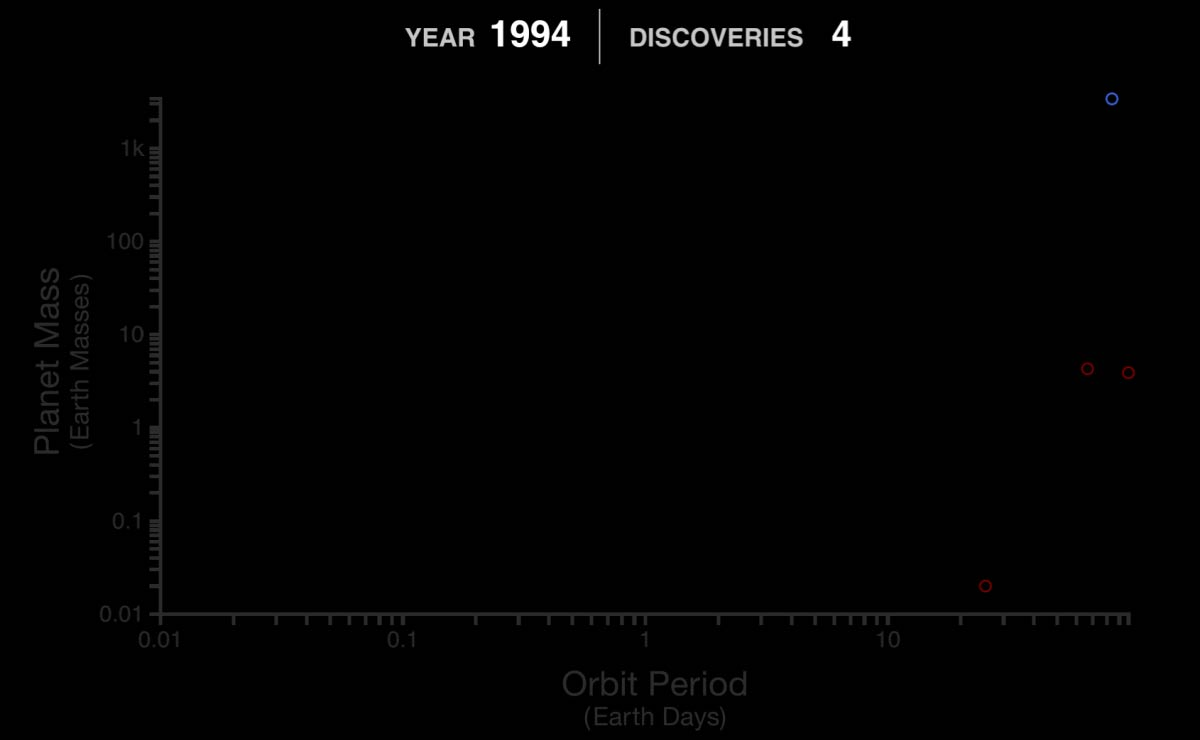 YEAR 1994 DISCOVERIES 4
1k
100
10
1
0.1
0.01
Planet Mass
(Earth Masses)
0.01 0.1 1 10
Orbit Period
(Earth Days)